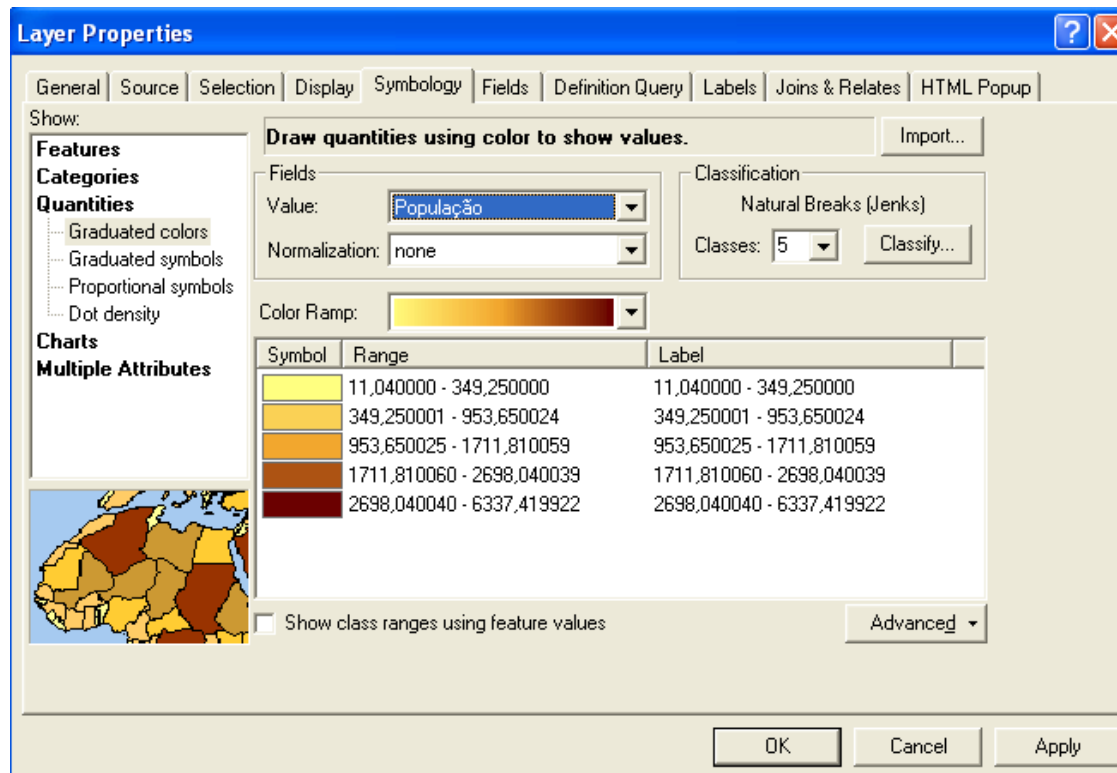 Layer Properties
General Source Selection Display Symbology Fields Definition Query Labels Joins & Relates HTML Popup
Show:
Features
Categories
Quantities
Graduated colors
Graduated symbols
Proportional symbols
Dot density
Charts
Multiple Attributes
Draw quantities using color to show values.
Import...
Fields
Value: População
Normalization: none
Classification
Natural Breaks (Jenks)
Classes: 5 Classify...
Color Ramp:
Symbol Range Label
11,040000 - 349,250000 11,040000 - 349,250000
349,250001 - 953,650024 349,250001 - 953,650024
953,650025 - 1711,810059 953,650025 - 1711,810059
1711,810060 - 2698,040039 1711,810060 - 2698,040039
2698,040040 - 6337,419922 2698,040040 - 6337,419922
Show class ranges using feature values
Advanced
OK Cancel Apply